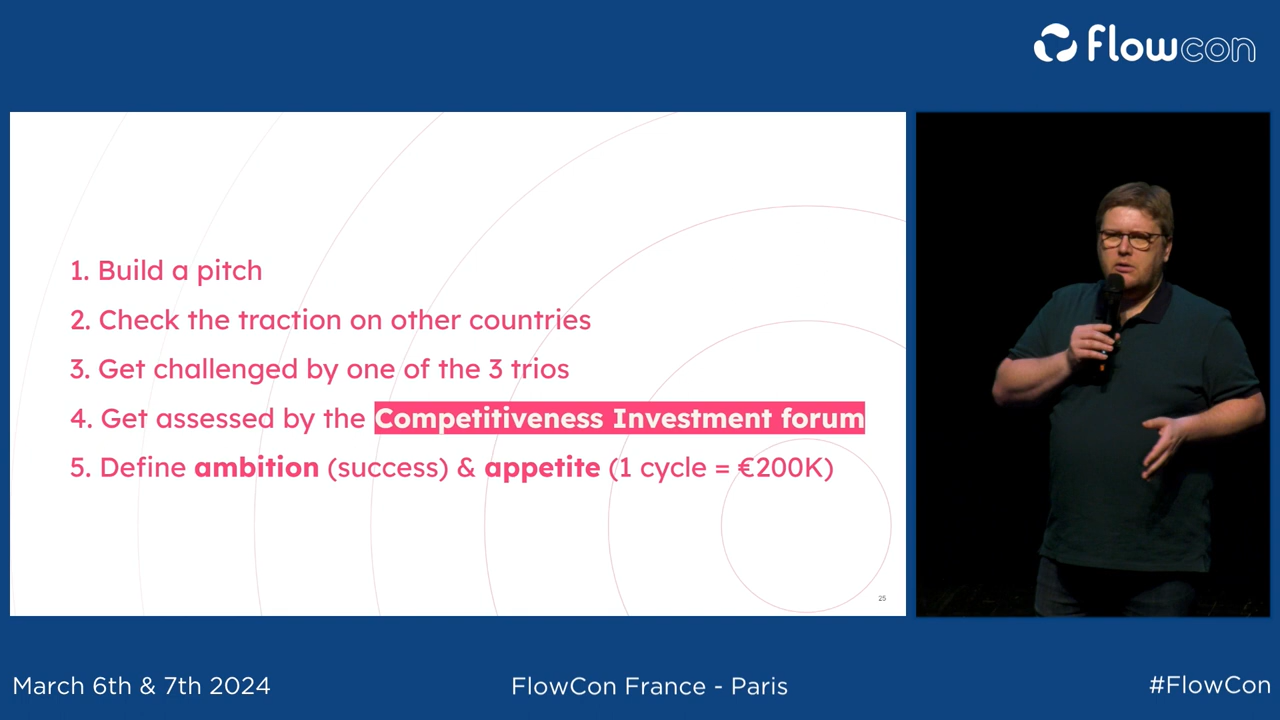 flowcon
1. Build a pitch
2. Check the traction on other countries
3. Get challenged by one of the 3 trios
4. Get assessed by the Competitiveness Investment forum
5. Define ambition (success) & appetite (1 cycle = €200K)
25
March 6th & 7th 2024
FlowCon France - Paris
#FlowCon